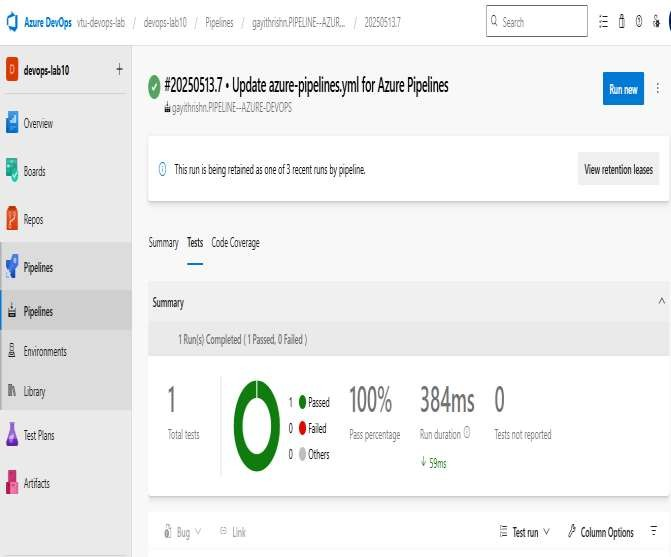 Azure DevOps vtu-devops-lab / devops-lab10 / Pipelines / gayithrishn.PIPELINE--AZUR... / 20250513.7
Search
D devops-lab10 +
Overview
Boards
Repos
Pipelines
Pipelines
Environments
Library
Test Plans
Artifacts
#20250513.7 • Update azure-pipelines.yml for Azure Pipelines
gayithrishn.PIPELINE--AZURE-DEVOPS
Run new
This run is being retained as one of 3 recent runs by pipeline.
View retention leases
Summary Tests Code Coverage
Summary
1 Run(s) Completed ( 1 Passed, 0 Failed )
1
Total tests
1 Passed
0 Failed
0 Others
100%
Pass percentage
384ms
Run duration
↓ 59ms
0
Tests not reported
Bug Link
Test run Column Options